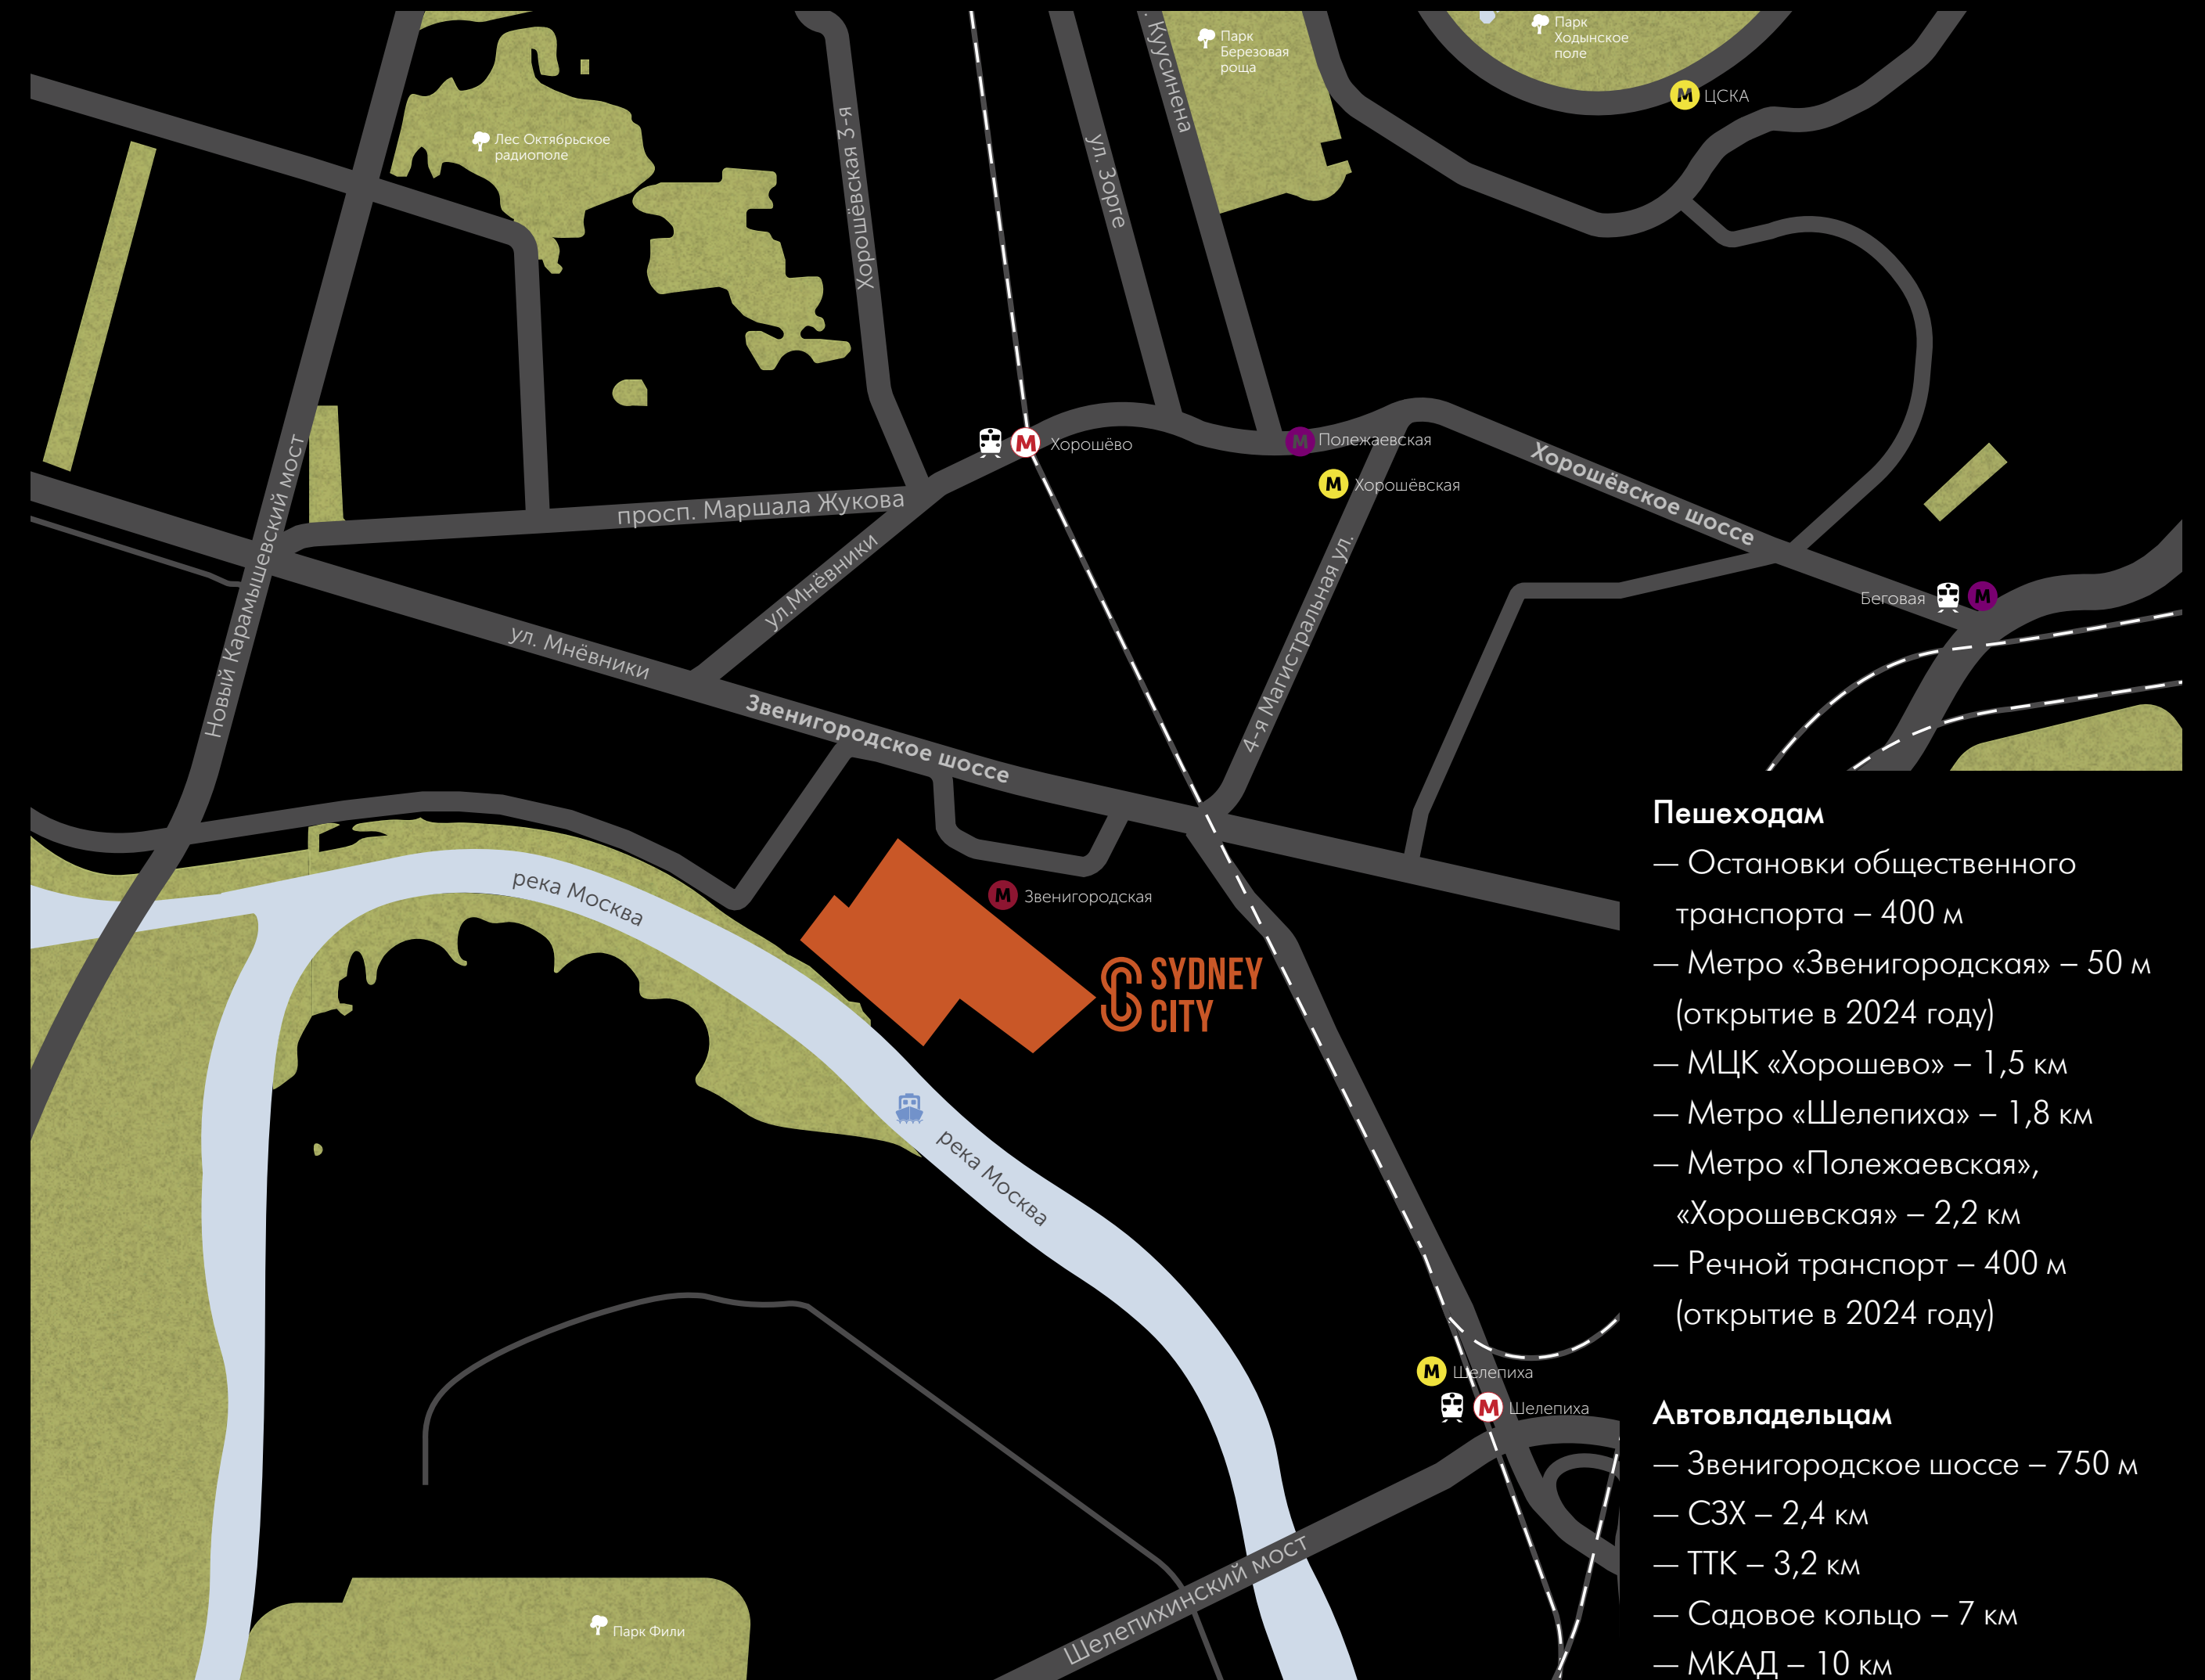 Парк
Березовая
роща
Парк
Ходынское
поле
М ЦСКА
Лес Октябрьское
радиополе
Хорошёвская 3-я
ул. Зорге
. Куусинена
М Хорошёво
М Полежаевская
М Хорошёвская
Хорошёвское шоссе
просп. Маршала Жукова
ул.Мнёвники
ул. Мнёвники
Новый Карамышевский мост
4-я Магистральная ул.
Беговая М
Звенигородское шоссе
река Москва
М Звенигородская
SYDNEY
CITY
река Москва
М Шелепиха
М Шелепиха
Шелепихинский мост
Парк Фили
Пешеходам
— Остановки общественного
транспорта – 400 м
— Метро «Звенигородская» – 50 м
(открытие в 2024 году)
— МЦК «Хорошево» – 1,5 км
— Метро «Шелепиха» – 1,8 км
— Метро «Полежаевская»,
«Хорошевская» – 2,2 км
— Речной транспорт – 400 м
(открытие в 2024 году)
Автовладельцам
— Звенигородское шоссе – 750 м
— СЗХ – 2,4 км
— ТТК – 3,2 км
— Садовое кольцо – 7 км
— МКАД – 10 км